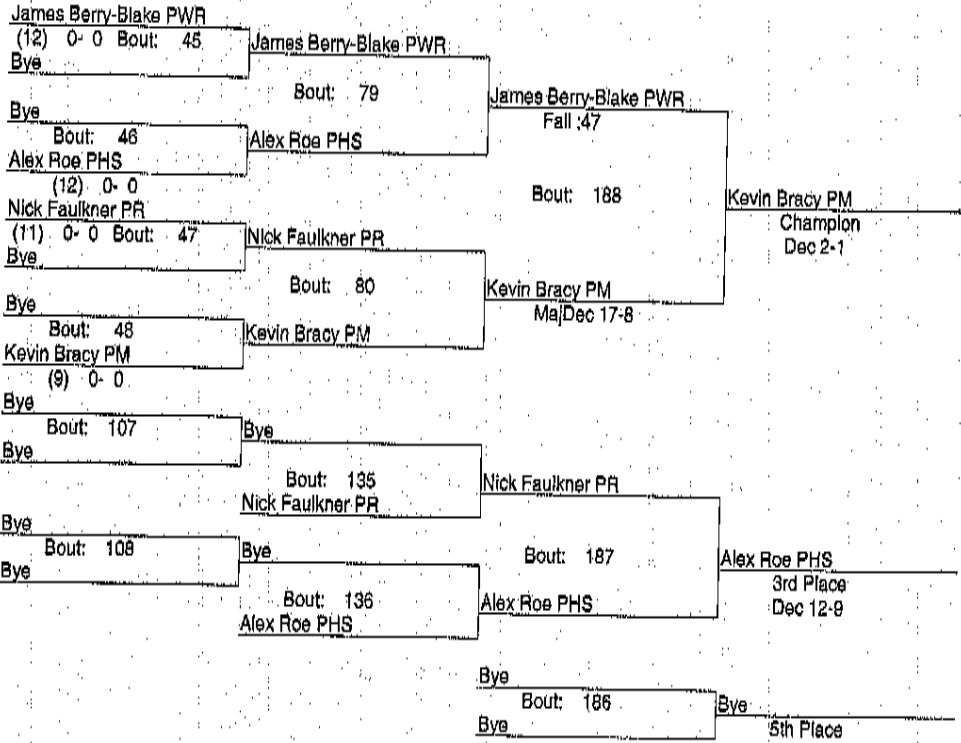 James Berry-Blake PWR
(12) 0- 0 Bout: 45
Bye
James Berry-Blake PWR
Bout: 79
Bye
Bout: 46
Alex Roe PHS
(12) 0- 0
Alex Roe PHS
James Berry-Blake PWR
Fall :47
Bout: 188
Nick Faulkner PR
(11) 0- 0 Bout: 47
Bye
Nick Faulkner PR
Bout: 80
Bye
Bout: 48
Kevin Bracy PM
(9) 0- 0
Kevin Bracy PM
Kevin Bracy PM
MajDec 17-8
Kevin Bracy PM
Champion
Dec 2-1
Bye
Bout: 107
Bye
Bye
Bout: 135
Nick Faulkner PR
Nick Faulkner PR
Bye
Bout: 108
Bye
Bye
Bout: 136
Alex Roe PHS
Bout: 187
Alex Roe PHS
Alex Roe PHS
3rd Place
Dec 12-9
Bye
Bout: 186
Bye
Bye
5th Place